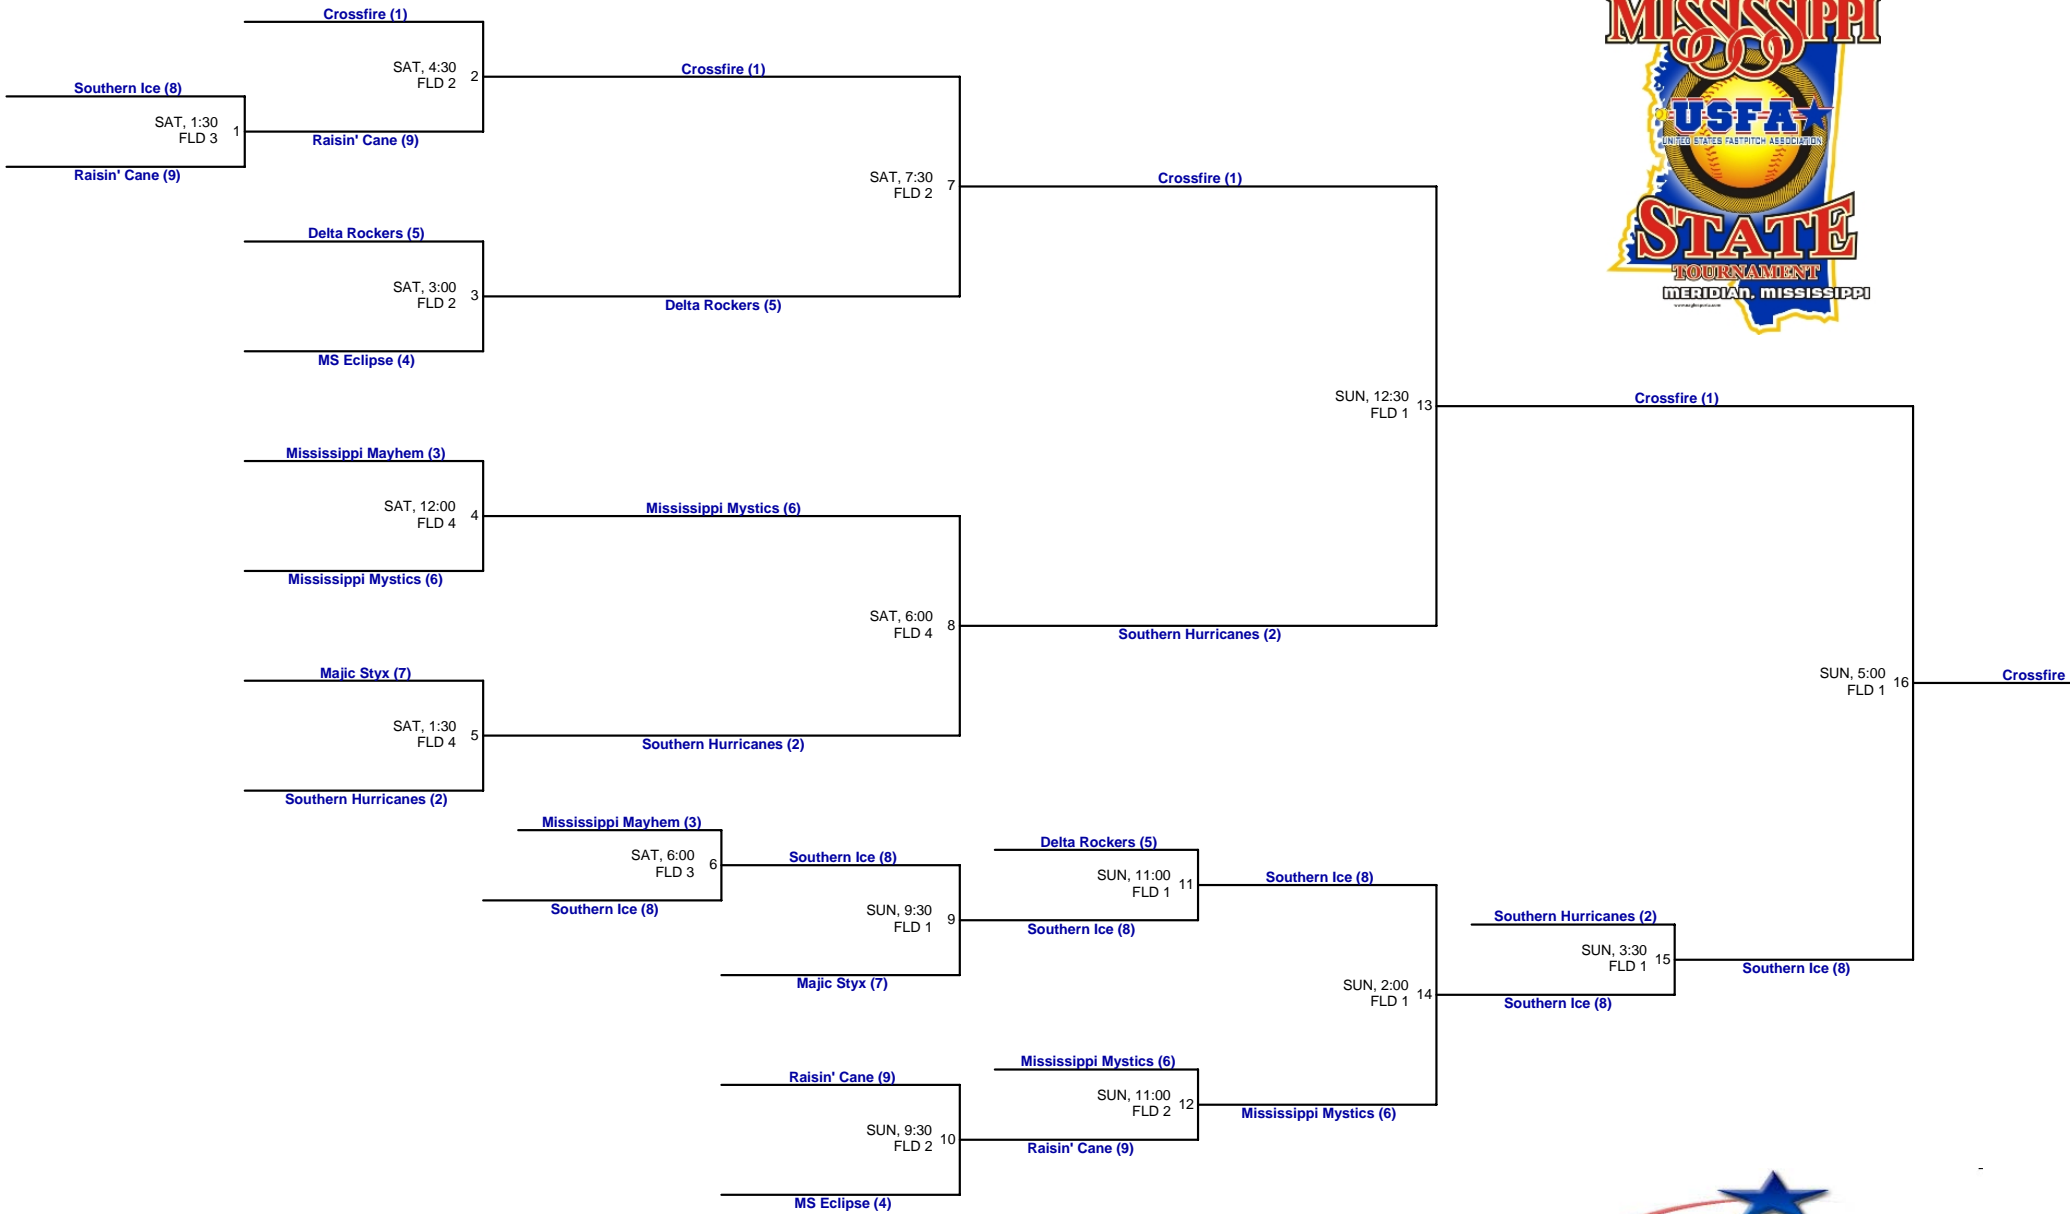 Crossfire (1)
SAT, 4:30
FLD 2
2
Crossfire (1)
Southern Ice (8)
SAT, 1:30
FLD 3
1
Raisin' Cane (9)
Raisin' Cane (9)
SAT, 7:30
FLD 2
7
Crossfire (1)
Delta Rockers (5)
SAT, 3:00
FLD 2
3
Delta Rockers (5)
MS Eclipse (4)
SUN, 12:30
FLD 1
13
Crossfire (1)
Mississippi Mayhem (3)
SAT, 12:00
FLD 4
4
Mississippi Mystics (6)
Mississippi Mystics (6)
SAT, 6:00
FLD 4
8
Southern Hurricanes (2)
Majic Styx (7)
SAT, 1:30
FLD 4
5
Southern Hurricanes (2)
Southern Hurricanes (2)
SUN, 5:00
FLD 1
16
Crossfire
Mississippi Mayhem (3)
SAT, 6:00
FLD 3
6
Southern Ice (8)
Southern Ice (8)
SUN, 9:30
FLD 1
9
Majic Styx (7)
Delta Rockers (5)
SUN, 11:00
FLD 1
11
Southern Ice (8)
Southern Ice (8)
SUN, 2:00
FLD 1
14
Southern Hurricanes (2)
SUN, 3:30
FLD 1
15
Southern Ice (8)
Southern Ice (8)
Raisin' Cane (9)
SUN, 9:30
FLD 2
10
MS Eclipse (4)
Mississippi Mystics (6)
SUN, 11:00
FLD 2
12
Mississippi Mystics (6)
Raisin' Cane (9)
-
MISSISSIPPI
USFA
UNITED STATES FASTPITCH ASSOCIATION
STATE
TOURNAMENT
MERIDIAN, MISSISSIPPI